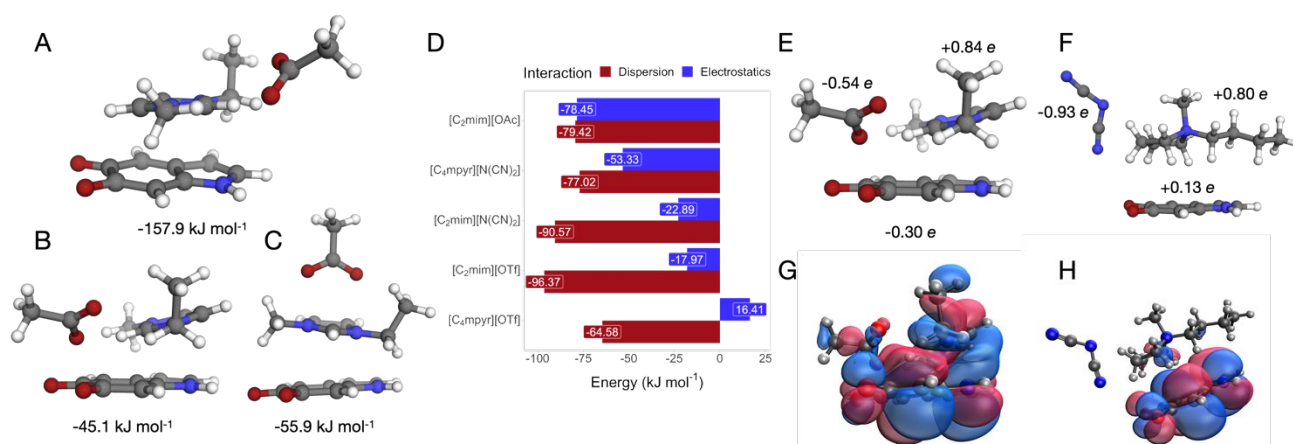 A
-157.9 kJ mol⁻¹
B
-45.1 kJ mol⁻¹
C
-55.9 kJ mol⁻¹
D
Interaction Dispersion Electrostatics
[C₂mim][OAc]
-78.45
-79.42
[C₄mpyr][N(CN)₂]
-53.33
-77.02
[C₂mim][N(CN)₂]
-22.89
-90.57
[C₂mim][OTf]
-17.97
-96.37
[C₄mpyr][OTf]
16.41
-64.58
-100 -75 -50 -25 0 25
Energy (kJ mol⁻¹)
E
+0.84 e
-0.54 e
-0.30 e
F
-0.93 e
+0.80 e
+0.13 e
G
H